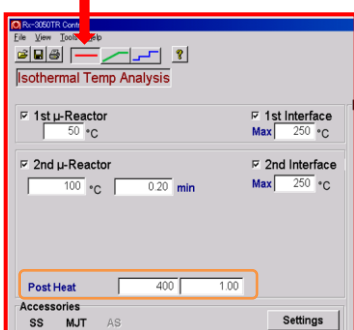 Rx-3050TR Contr
File View Tools Help
?
Isothermal Temp Analysis
1st μ-Reactor 1st Interface
50 °C Max 250 °C
2nd μ-Reactor 2nd Interface
100 °C 0.20 min Max 250 °C
Post Heat 400 1.00
Accessories
SS MJT AS Settings